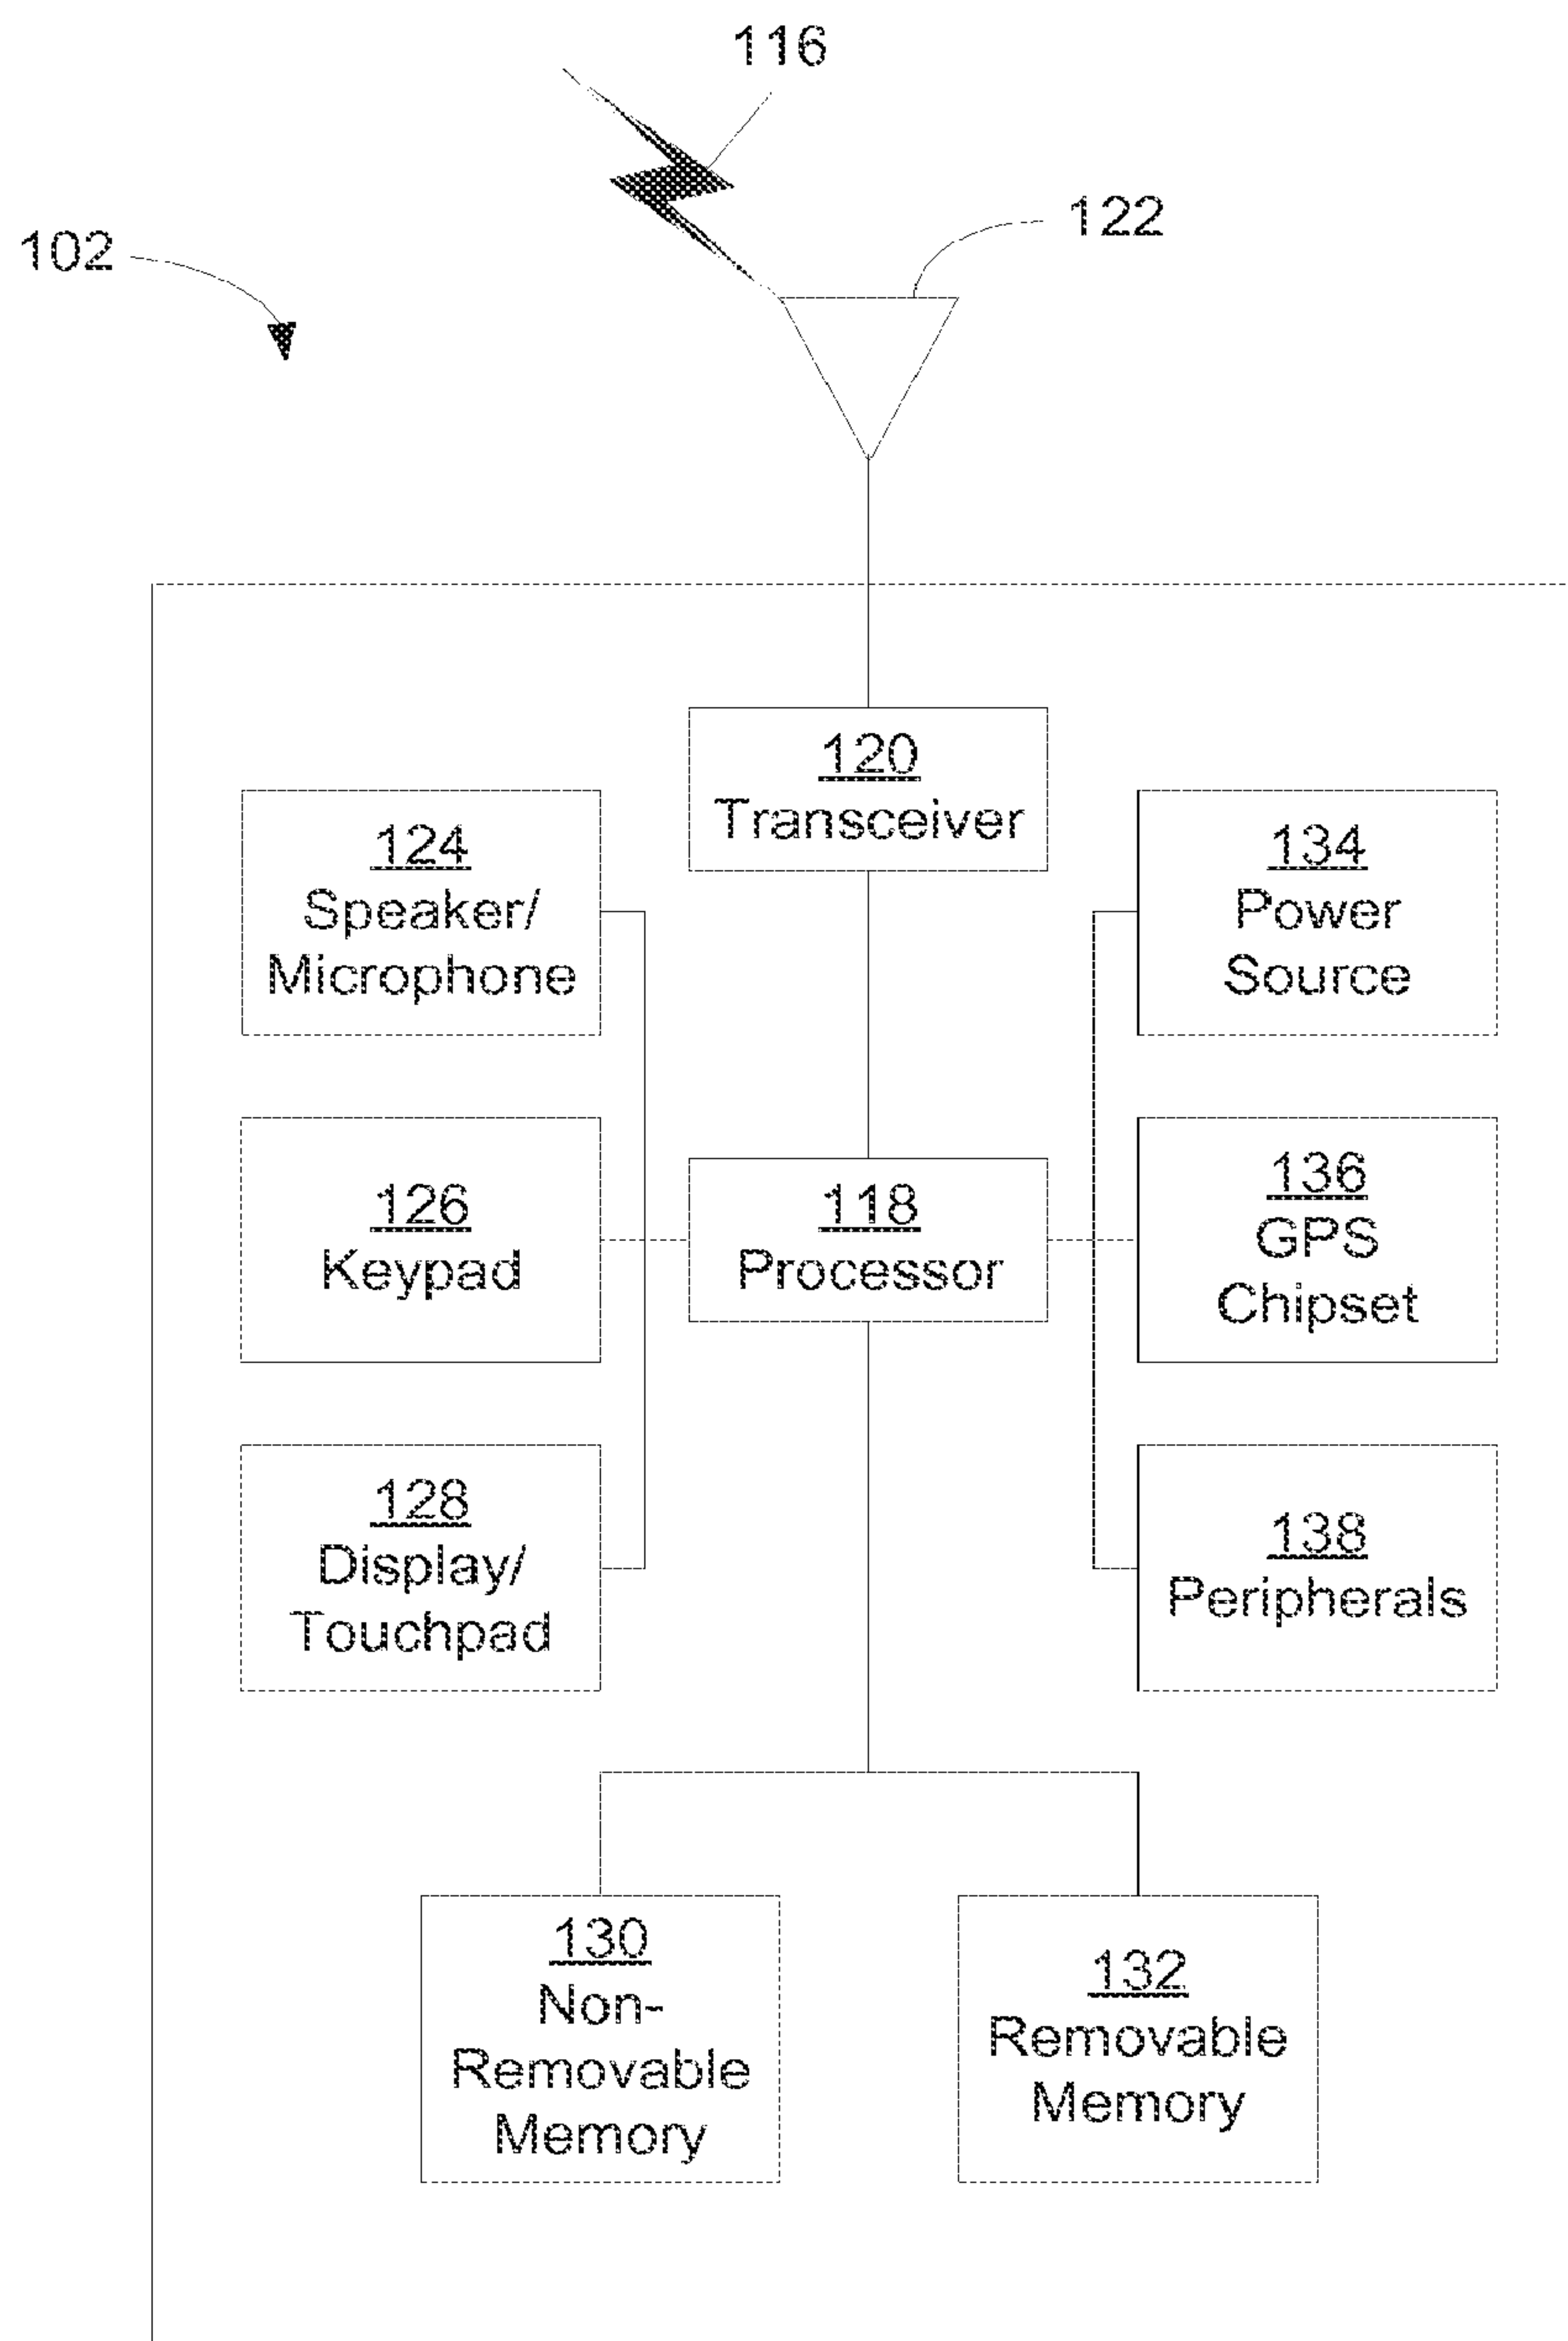 116
122
102
120
Transceiver
124
Speaker/
Microphone
134
Power
Source
126
Keypad
118
Processor
136
GPS
Chipset
128
Display/
Touchpad
138
Peripherals
130
Non-
Removable
Memory
132
Removable
Memory